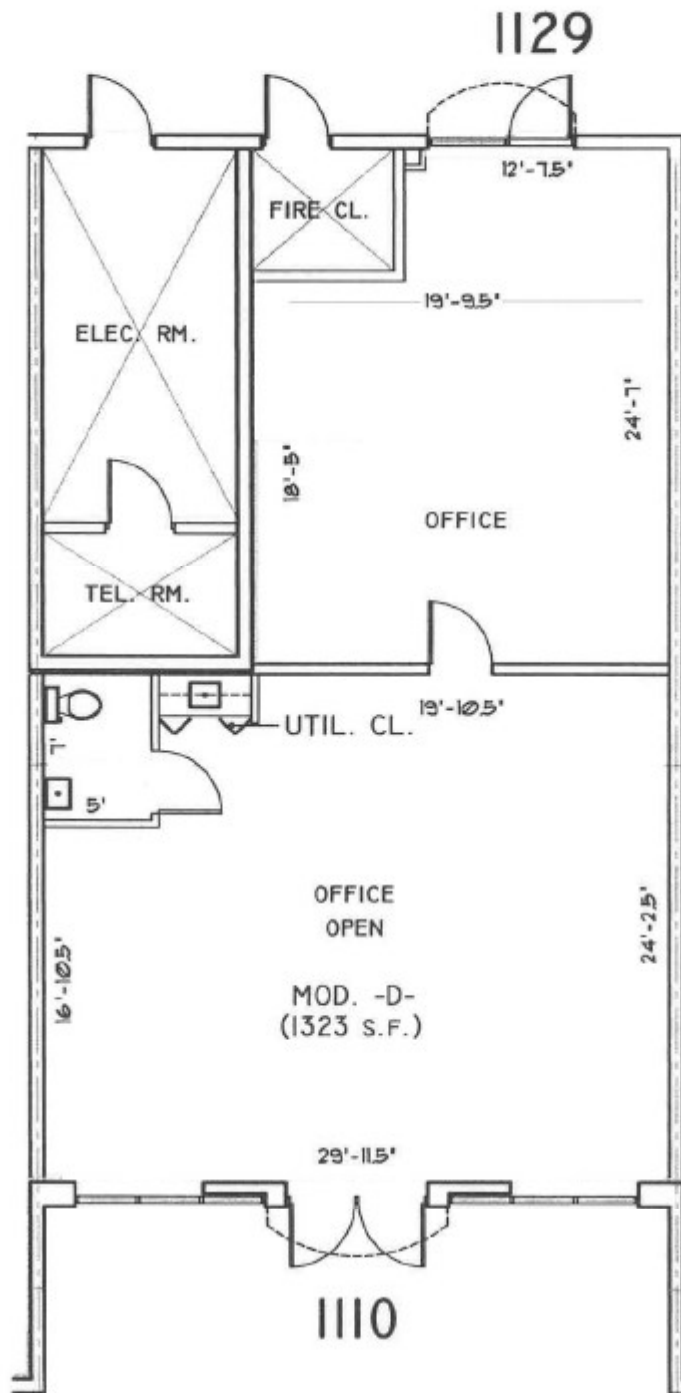 1129
12'-7.5"
FIRE CL.
19'-9.5"
ELEC. RM.
24'-7"
18'-5"
OFFICE
TEL. RM.
19'-10.5"
UTIL. CL.
7'
5'
OFFICE
OPEN
24'-2.5"
16'-10.5"
MOD. -D-
(1323 S.F.)
29'-11.5"
1110